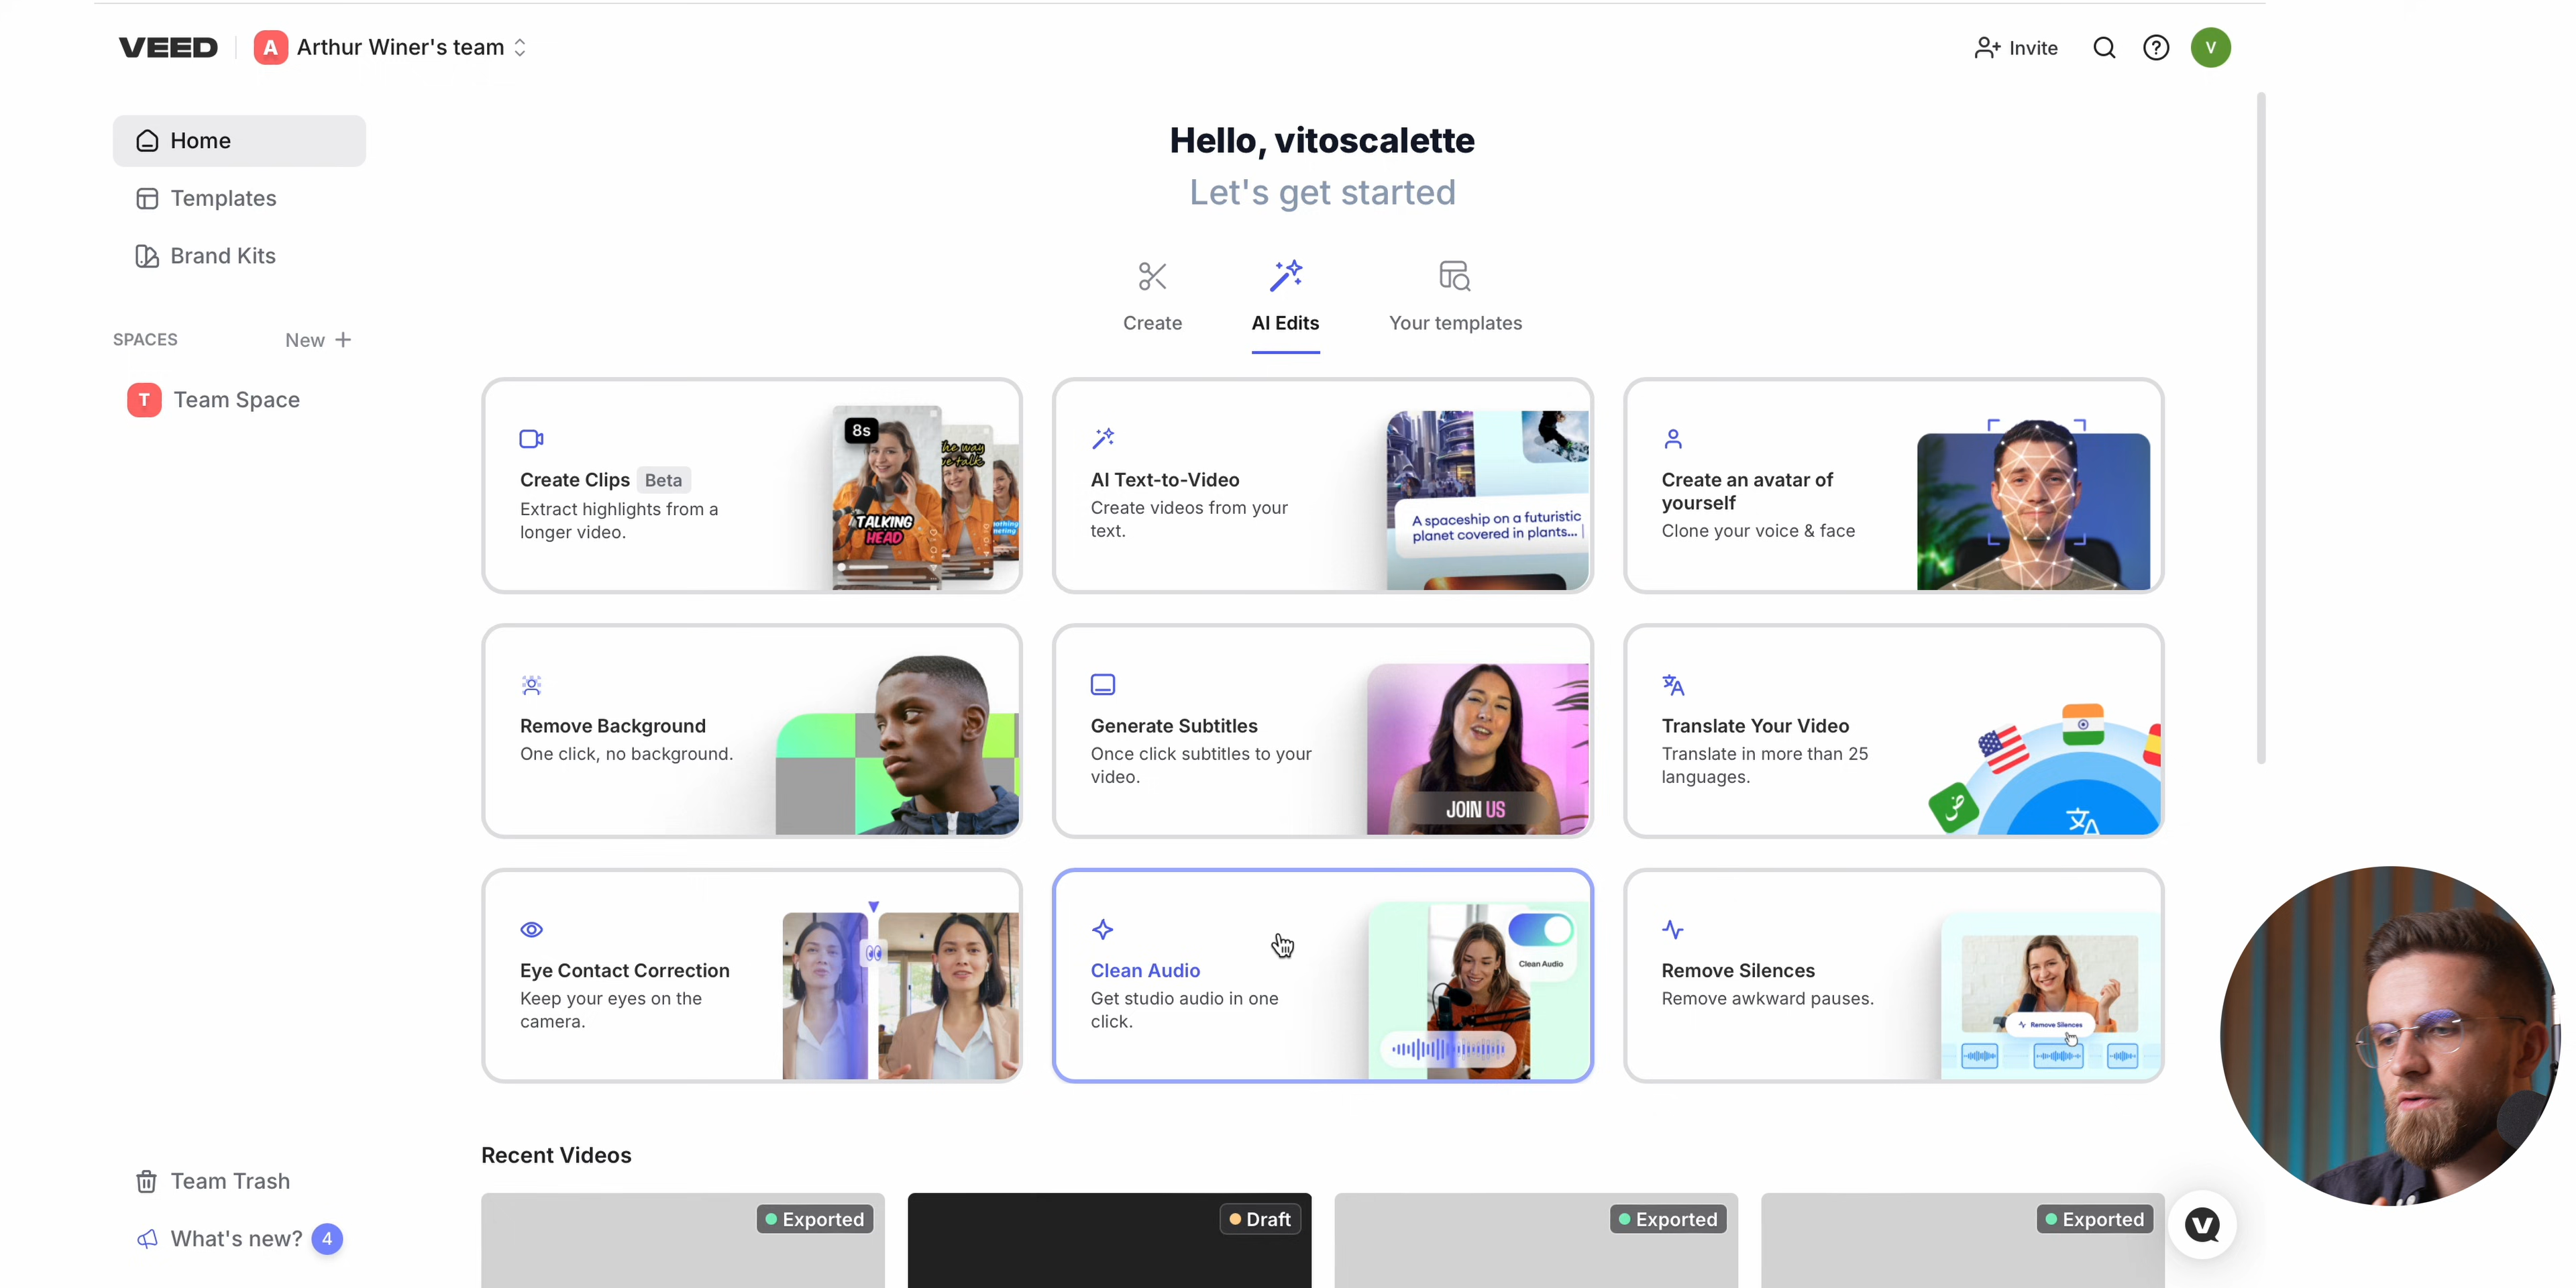 VEED
A
Arthur Winer's team
Invite
V
Home
Templates
Brand Kits
SPACES
New +
T
Team Space
Team Trash
What's new?
4
Hello, vitoscalette
Let's get started
Create
AI Edits
Your templates
Create Clips
Beta
Extract highlights from a
longer video.
8s
TALKING
HEAD
AI Text-to-Video
Create videos from your
text.
A spaceship on a futuristic
planet covered in plants...
Create an avatar of
yourself
Clone your voice & face
Remove Background
One click, no background.
Generate Subtitles
Once click subtitles to your
video.
JOIN US
Translate Your Video
Translate in more than 25
languages.
ض
Eye Contact Correction
Keep your eyes on the
camera.
Clean Audio
Get studio audio in one
click.
Clean Audio
Remove Silences
Remove awkward pauses.
Remove Silences
Recent Videos
Exported
Draft
Exported
Exported